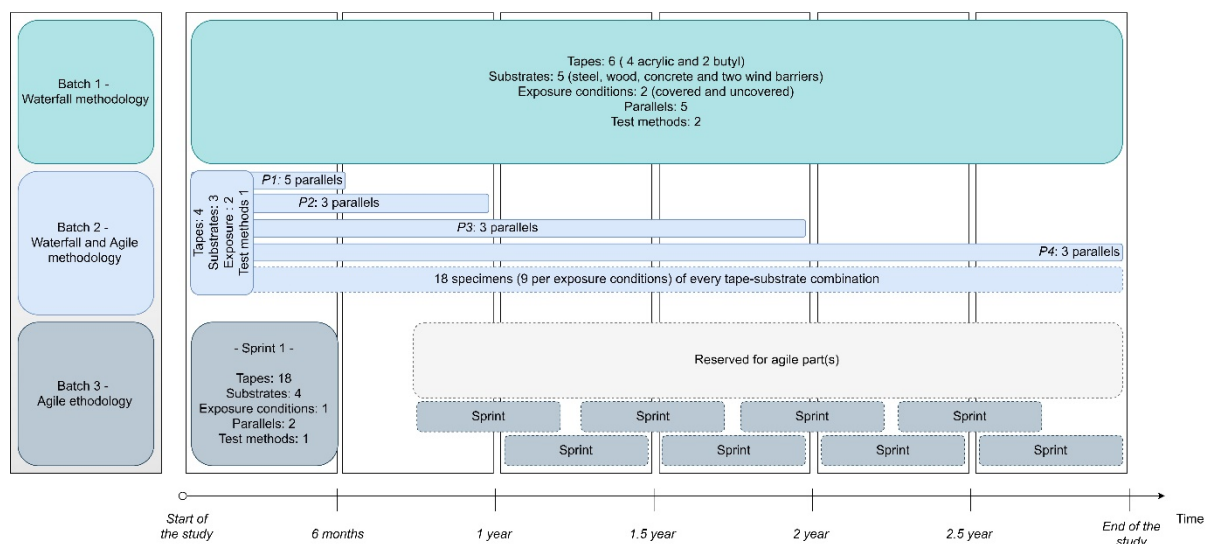 Batch 1 -
Waterfall methodology
Tapes: 6 ( 4 acrylic and 2 butyl)
Substrates: 5 (steel, wood, concrete and two wind barriers)
Exposure conditions: 2 (covered and uncovered)
Parallels: 5
Test methods: 2
Batch 2 -
Waterfall and Agile
methodology
Tapes: 4
Substrates: 3
Exposure : 2
Test methods 1
P1: 5 parallels
P2: 3 parallels
P3: 3 parallels
P4: 3 parallels
18 specimens (9 per exposure conditions) of every tape-substrate combination
Batch 3 -
Agile ethodology
- Sprint 1 -
Tapes: 18
Substrates: 4
Exposure conditions: 1
Parallels: 2
Test methods: 1
Reserved for agile part(s)
Sprint
Sprint
Sprint
Sprint
Sprint
Sprint
Sprint
Sprint
Start of
the study
6 months
1 year
1.5 year
2 year
2.5 year
End of the
study
Time